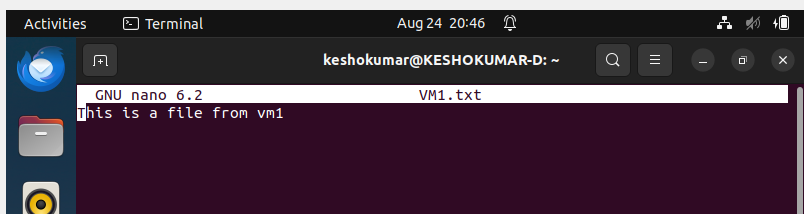 Activities Terminal Aug 24 20:46
keshokumar@KESHOKUMAR-D: ~
GNU nano 6.2 VM1.txt
This is a file from vm1